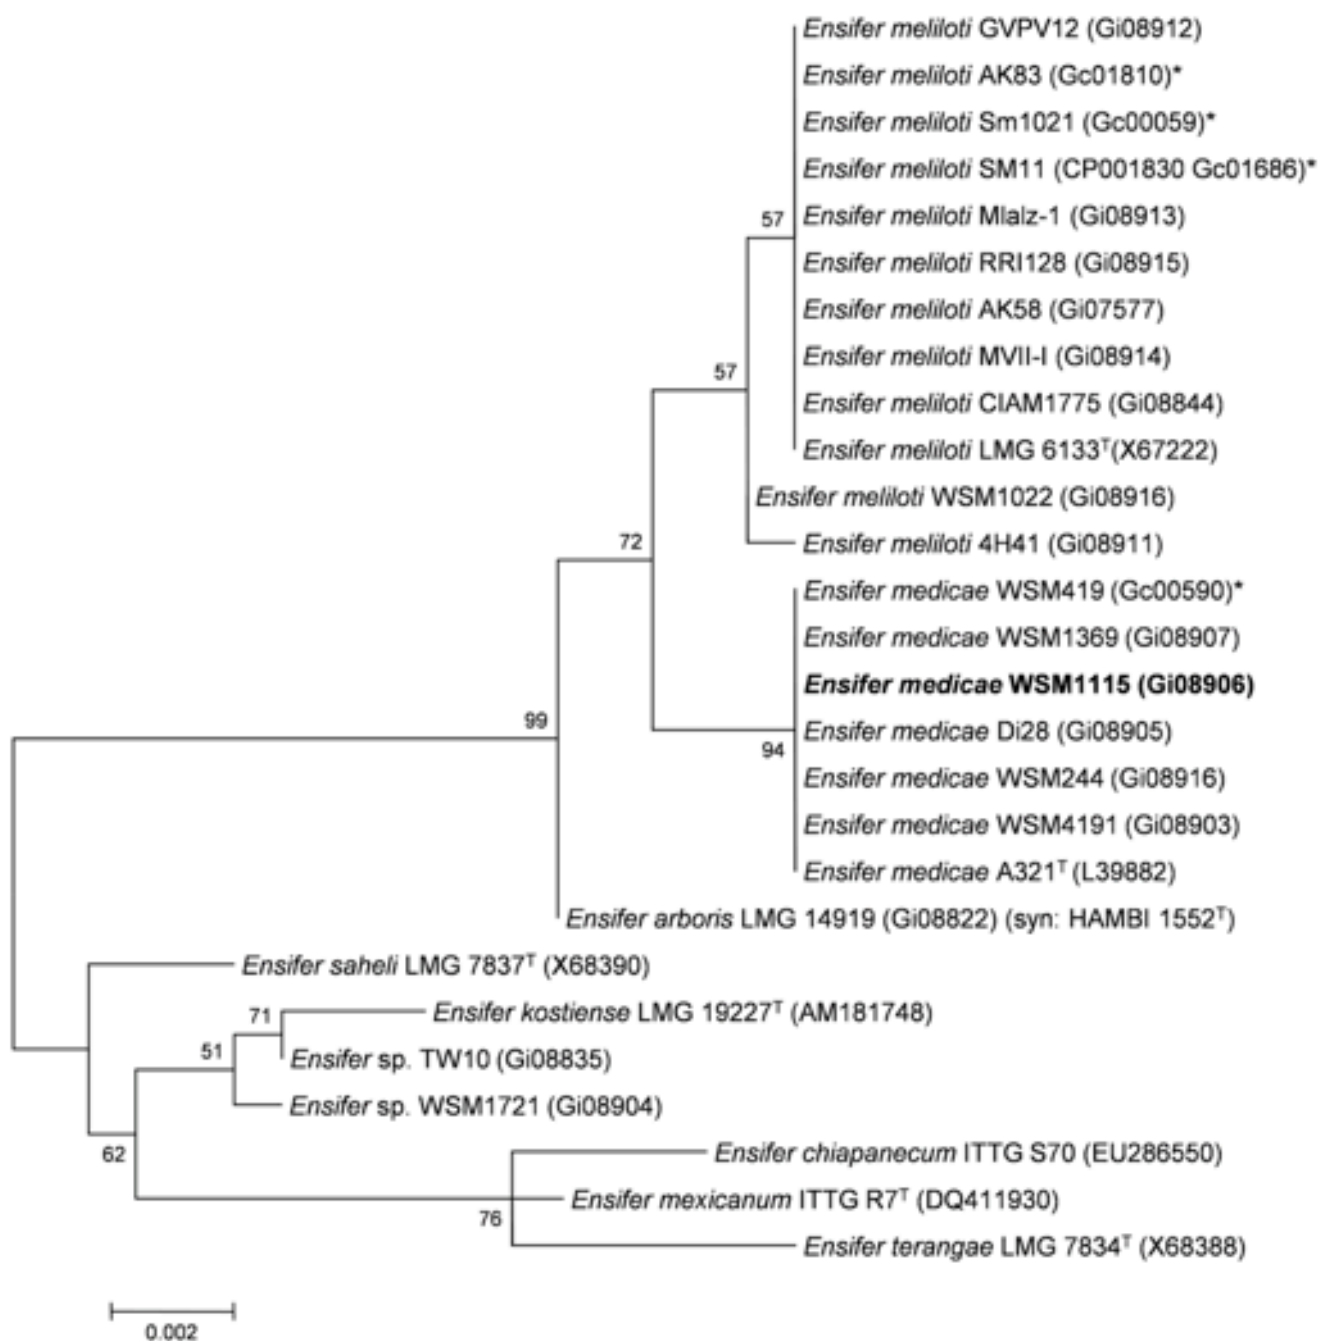 Ensifer meliloti GVPV12 (Gi08912)
Ensifer meliloti AK83 (Gc01810)*
Ensifer meliloti Sm1021 (Gc00059)*
Ensifer meliloti SM11 (CP001830 Gc01686)*
57 Ensifer meliloti Mlalz-1 (Gi08913)
Ensifer meliloti RRI128 (Gi08915)
Ensifer meliloti AK58 (Gi07577)
Ensifer meliloti MVII-I (Gi08914)
57
Ensifer meliloti CIAM1775 (Gi08844)
Ensifer meliloti LMG 6133ᵀ(X67222)
Ensifer meliloti WSM1022 (Gi08916)
72 Ensifer meliloti 4H41 (Gi08911)
Ensifer medicae WSM419 (Gc00590)*
Ensifer medicae WSM1369 (Gi08907)
Ensifer medicae WSM1115 (Gi08906)
99
Ensifer medicae Di28 (Gi08905)
94
Ensifer medicae WSM244 (Gi08916)
Ensifer medicae WSM4191 (Gi08903)
Ensifer medicae A321ᵀ (L39882)
Ensifer arboris LMG 14919 (Gi08822) (syn: HAMBI 1552ᵀ)
Ensifer saheli LMG 7837ᵀ (X68390)
71 Ensifer kostiense LMG 19227ᵀ (AM181748)
51 Ensifer sp. TW10 (Gi08835)
Ensifer sp. WSM1721 (Gi08904)
62 Ensifer chiapanecum ITTG S70 (EU286550)
Ensifer mexicanum ITTG R7ᵀ (DQ411930)
76
Ensifer terangae LMG 7834ᵀ (X68388)
0.002